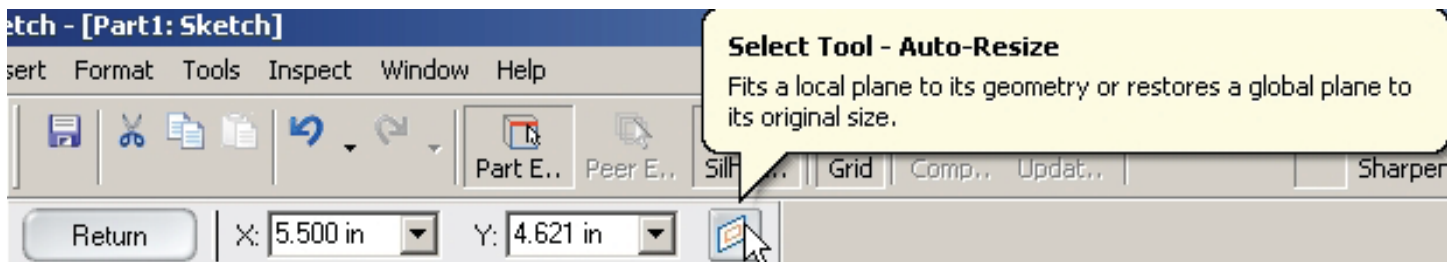 etch - [Part1: Sketch]
sert Format Tools Inspect Window Help
Select Tool - Auto-Resize
Fits a local plane to its geometry or restores a global plane to
its original size.
Part E.. Peer E.. Grid Comp.. Updat.. Sharper
Return X: 5.500 in Y: 4.621 in